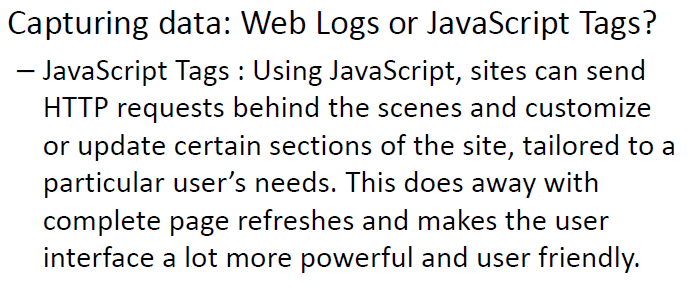 Capturing data: Web Logs or JavaScript Tags?
– JavaScript Tags : Using JavaScript, sites can send
HTTP requests behind the scenes and customize
or update certain sections of the site, tailored to a
particular user’s needs. This does away with
complete page refreshes and makes the user
interface a lot more powerful and user friendly.